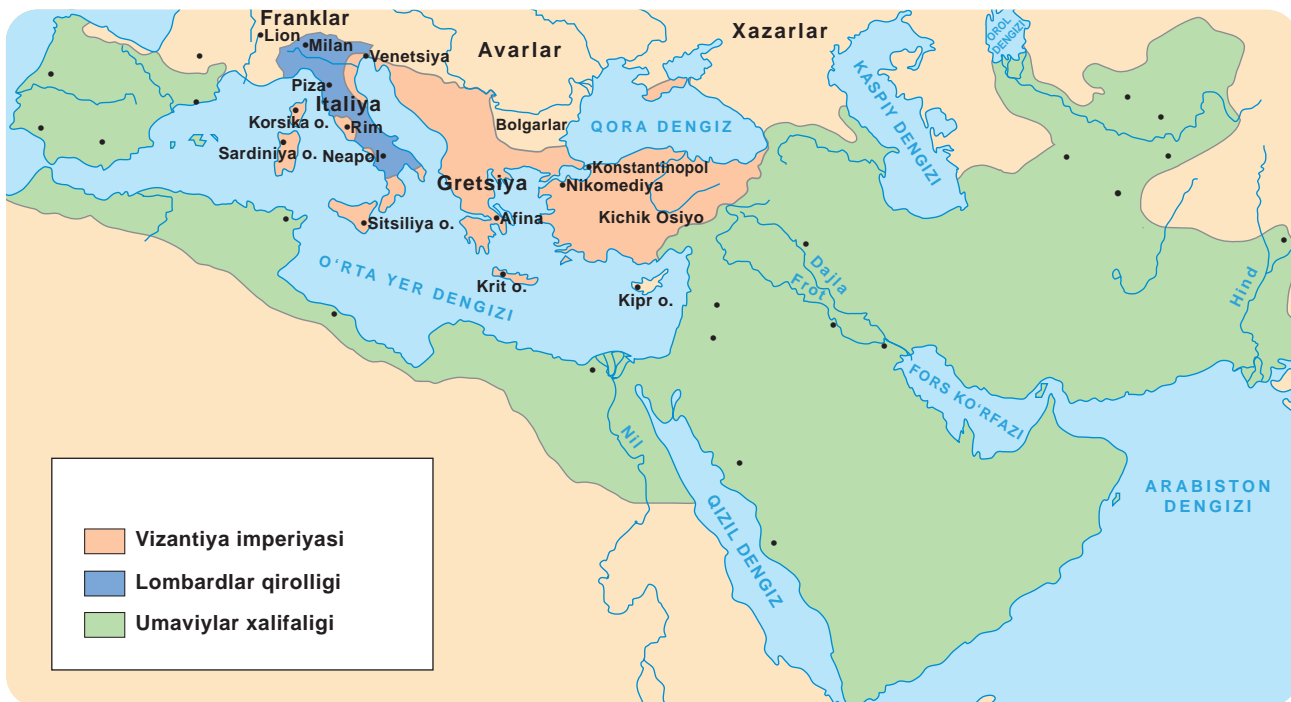 Franklar
Lion
Milan
Venetsiya
Avarlar
Xazarlar
OROL
DENGIZI
KASPIY DENGIZI
Piza
Italiya
Korsika o.
Rim
Bolgarlar
QORA DENGIZ
Sardiniya o.
Neapol
Konstantinopol
Gretsiya
Nikomediya
Sitsiliya o.
Afina
Kichik Osiyo
O‘RTA YER DENGIZI
Krit o.
Kipr o.
Dajla
Frot
Hind
FORS KO‘RFAZI
Nil
QIZIL DENGIZ
ARABISTON
DENGIZI
Vizantiya imperiyasi
Lombardlar qirolligi
Umaviylar xalifaligi